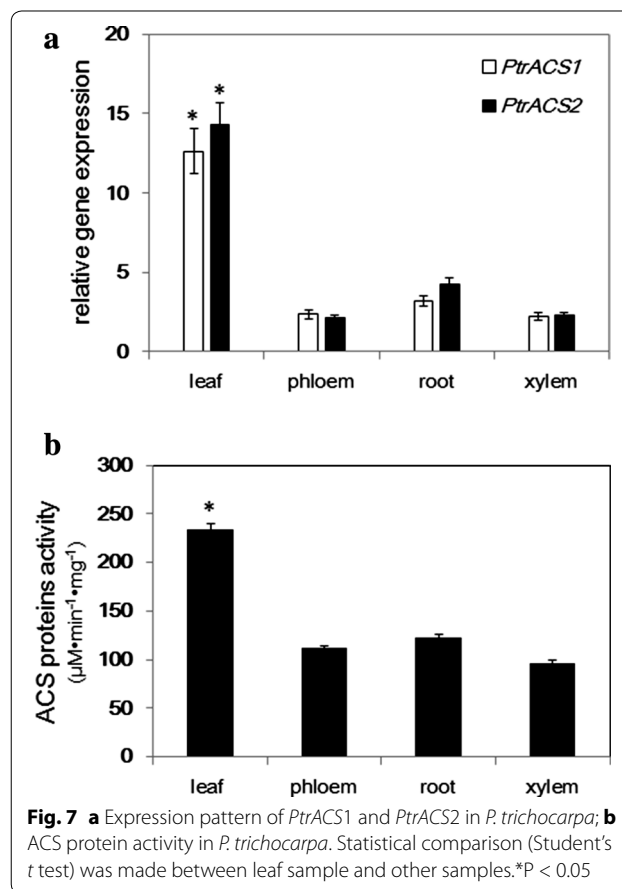 a
20
15
10
5
0
relative gene expression
PtrACS1
PtrACS2
*
*
leaf phloem root xylem
b
300
250
200
150
100
50
0
ACS proteins activity
(µM•min⁻¹•mg⁻¹)
*
leaf phloem root xylem
Fig. 7 a Expression pattern of PtrACS1 and PtrACS2 in P. trichocarpa; b
ACS protein activity in P. trichocarpa. Statistical comparison (Student's
t test) was made between leaf sample and other samples.*P < 0.05